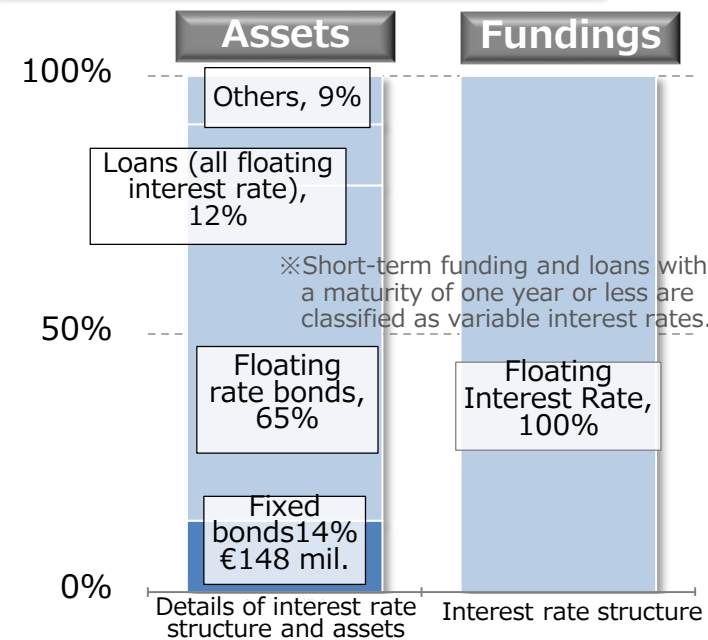 Assets
Fundings
100%
Others, 9%
Loans (all floating
interest rate),
12%
※Short-term funding and loans with
a maturity of one year or less are
classified as variable interest rates.
50%
Floating
rate bonds,
65%
Floating
Interest Rate,
100%
Fixed
bonds14%
€148 mil.
0%
Details of interest rate
structure and assets
Interest rate structure